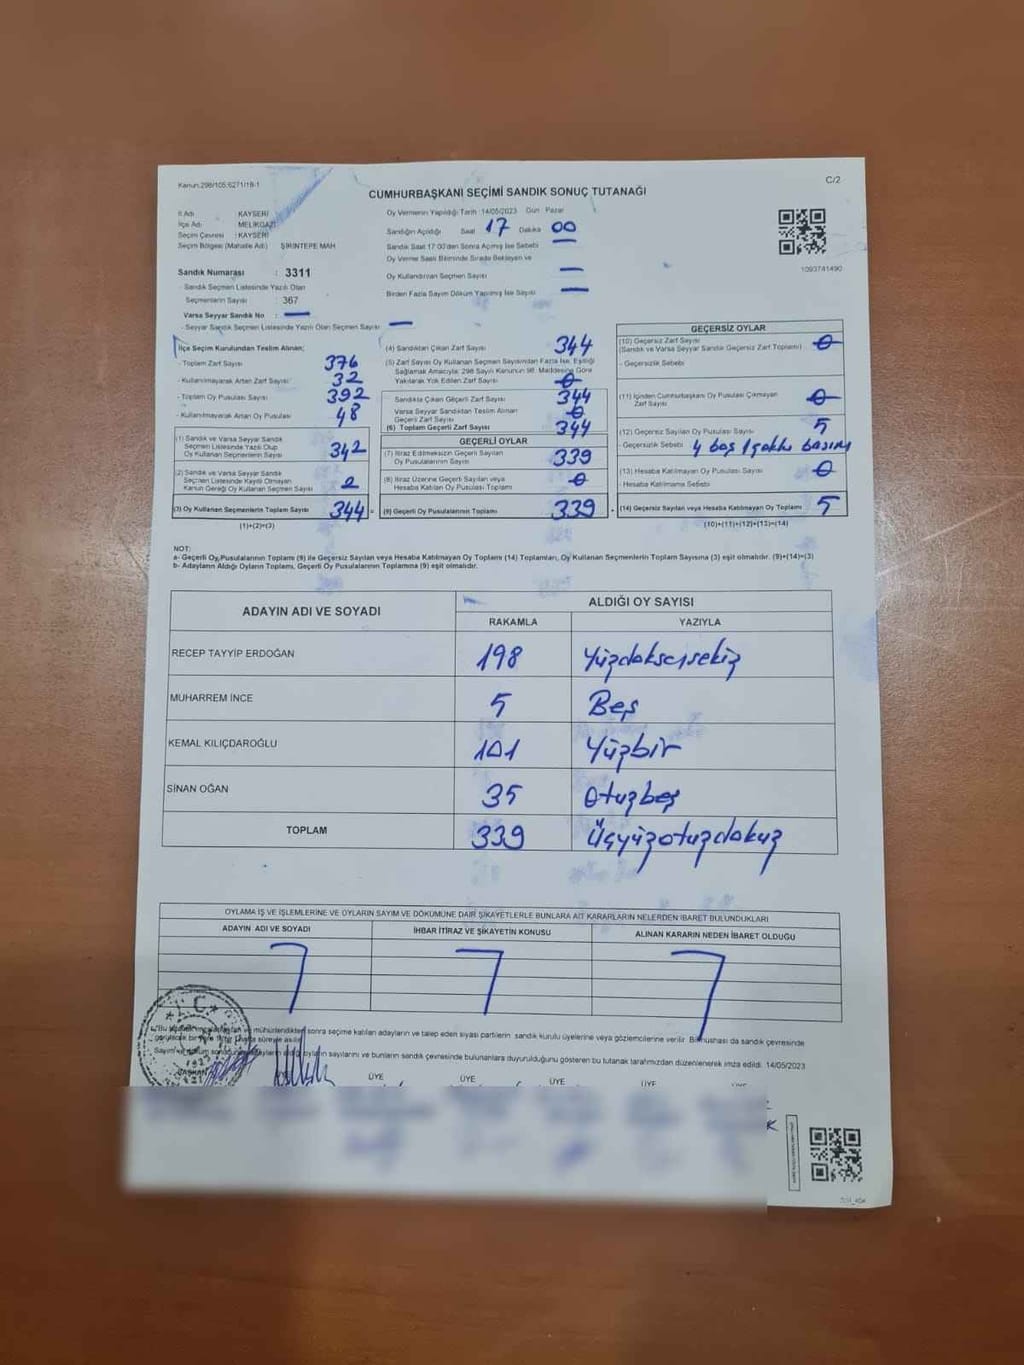 Kanun:298/105;6271/18-1
C/2
CUMHURBAŞKANI SEÇİMİ SANDIK SONUÇ TUTANAĞI
İl Adı : KAYSERİ
İlçe Adı : MELİKGAZİ
Seçim Çevresi : KAYSERİ
Seçim Bölgesi (Mahalle Adı) : ŞİRİNTEPE MAH
Oy Vermenin Yapıldığı Tarih : 14/05/2023 Gün : Pazar
Sandığın Açıldığı Saat 17 Dakika 00
Sandık Saat 17:00'den Sonra Açılmış İse Sebebi
Oy Verme Saati Bitiminde Sırada Bekleyen ve
Oy Kullandırılan Seçmen Sayısı —
Birden Fazla Sayım Döküm Yapılmış İse Sayısı —
1093741490
Sandık Numarası : 3311
- Sandık Seçmen Listesinde Yazılı Olan
Seçmenlerin Sayısı : 367
Varsa Seyyar Sandık No : —
- Seyyar Sandık Seçmen Listesinde Yazılı Olan Seçmen Sayısı : —
İlçe Seçim Kurulundan Teslim Alınan;
- Toplam Zarf Sayısı 376
- Kullanılmayarak Artan Zarf Sayısı 32
- Toplam Oy Pusulası Sayısı 392
- Kullanılmayarak Artan Oy Pusulası 48
(1) Sandık ve Varsa Seyyar Sandık
Seçmen Listesinde Yazılı Olup
Oy Kullanan Seçmenlerin Sayısı 342
(2) Sandık ve Varsa Seyyar Sandık
Seçmen Listesinde Kayıtlı Olmayan
Kanun Gereği Oy Kullanan Seçmen Sayısı 2
(3) Oy Kullanan Seçmenlerin Toplam Sayısı 344 =
(1)+(2)=(3)
(4) Sandıktan Çıkan Zarf Sayısı 344
(5) Zarf Sayısı Oy Kullanan Seçmen Sayısından Fazla İse, Eşitliği
Sağlamak Amacıyla; 298 Sayılı Kanunun 98. Maddesine Göre
Yakılarak Yok Edilen Zarf Sayısı 0
Sandıkta Çıkan Geçerli Zarf Sayısı 344
Varsa Seyyar Sandıktan Teslim Alınan
Geçerli Zarf Sayısı 0
(6) Toplam Geçerli Zarf Sayısı 344
GEÇERLİ OYLAR
(7) İtiraz Edilmeksizin Geçerli Sayılan
Oy Pusulalarının Sayısı 339
(8) İtiraz Üzerine Geçerli Sayılan veya
Hesaba Katılan Oy Pusulası Toplamı 0
(9) Geçerli Oy Pusulalarının Toplamı 339 +
GEÇERSİZ OYLAR
(10) Geçersiz Zarf Sayısı
(Sandık ve Varsa Seyyar Sandık Geçersiz Zarf Toplamı) 0
- Geçersizlik Sebebi
(11) İçinden Cumhurbaşkanı Oy Pusulası Çıkmayan
Zarf Sayısı 0
(12) Geçersiz Sayılan Oy Pusulası Sayısı 5
- Geçersizlik Sebebi 4 boş 1 çoklu basım
(13) Hesaba Katılmayan Oy Pusulası Sayısı 0
- Hesaba Katılmama Sebebi
(14) Geçersiz Sayılan veya Hesaba Katılmayan Oy Toplamı 5
(10)+(11)+(12)+(13)=(14)
NOT:
a- Geçerli Oy Pusulalarının Toplamı (9) ile Geçersiz Sayılan veya Hesaba Katılmayan Oy Toplamı (14) Toplamları, Oy Kullanan Seçmenlerin Toplam Sayısına (3) eşit olmalıdır. (9)+(14)=(3)
b- Adayların Aldığı Oyların Toplamı, Geçerli Oy Pusulalarının Toplamına (9) eşit olmalıdır.
ADAYIN ADI VE SOYADI
ALDIĞI OY SAYISI
RAKAMLA YAZIYLA
RECEP TAYYİP ERDOĞAN 198 Yüzdoksansekiz
MUHARREM İNCE 5 Beş
KEMAL KILIÇDAROĞLU 101 Yüzbir
SİNAN OĞAN 35 Otuzbeş
TOPLAM 339 Üçyüzotuzdokuz
OYLAMA İŞ VE İŞLEMLERİNE VE OYLARIN SAYIM VE DÖKÜMÜNE DAİR ŞİKAYETLERLE BUNLARA AİT KARARLARIN NELERDEN İBARET BULUNDUKLARI
ADAYIN ADI VE SOYADI İHBAR İTİRAZ VE ŞİKAYETİN KONUSU ALINAN KARARIN NEDEN İBARET OLDUĞU
sonra seçime katılan adayların ve talep eden siyasi partilerin sandık kurulu üyelerine veya gözlemcilerine verilir. Bir nüshası da sandık çevresinde
oyların sayılarını ve bunların sandık çevresinde bulunanlara duyurulduğunu gösteren bu tutanak tarafımızdan düzenlenerek imza edildi. 14/05/2023
BAŞKAN ÜYE ÜYE ÜYE ÜYE